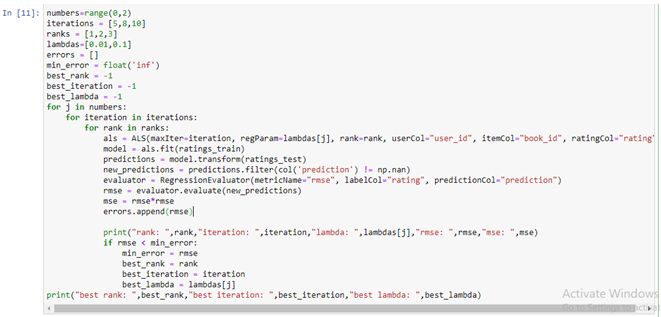 In [11]:
numbers=range(0,2)
iterations = [5,8,10]
ranks = [1,2,3]
lambdas=[0.01,0.1]
errors = []
min_error = float('inf')
best_rank = -1
best_iteration = -1
best_lambda = -1
for j in numbers:
    for iteration in iterations:
        for rank in ranks:
            als = ALS(maxIter=iteration, regParam=lambdas[j], rank=rank, userCol="user_id", itemCol="book_id", ratingCol="rating"
            model = als.fit(ratings_train)
            predictions = model.transform(ratings_test)
            new_predictions = predictions.filter(col('prediction') != np.nan)
            evaluator = RegressionEvaluator(metricName="rmse", labelCol="rating", predictionCol="prediction")
            rmse = evaluator.evaluate(new_predictions)
            mse = rmse*rmse
            errors.append(rmse)
            print("rank: ",rank,"iteration: ",iteration,"lambda: ",lambdas[j],"rmse: ",rmse,"mse: ",mse)
            if rmse < min_error:
                min_error = rmse
                best_rank = rank
                best_iteration = iteration
                best_lambda = lambdas[j]
print("best rank: ",best_rank,"best iteration: ",best_iteration,"best lambda: ",best_lambda)
Activate Windows
Go to Settings to activat